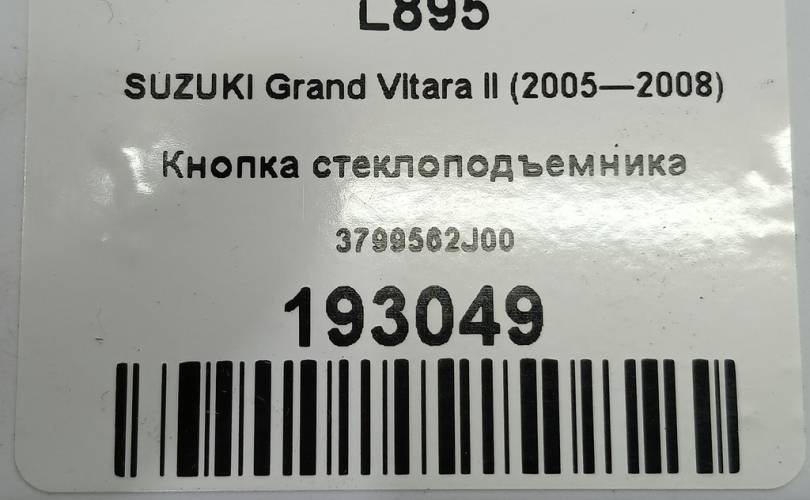 L895
SUZUKI Grand Vitara II (2005—2008)
Кнопка стеклоподъемника
3799562J00
193049